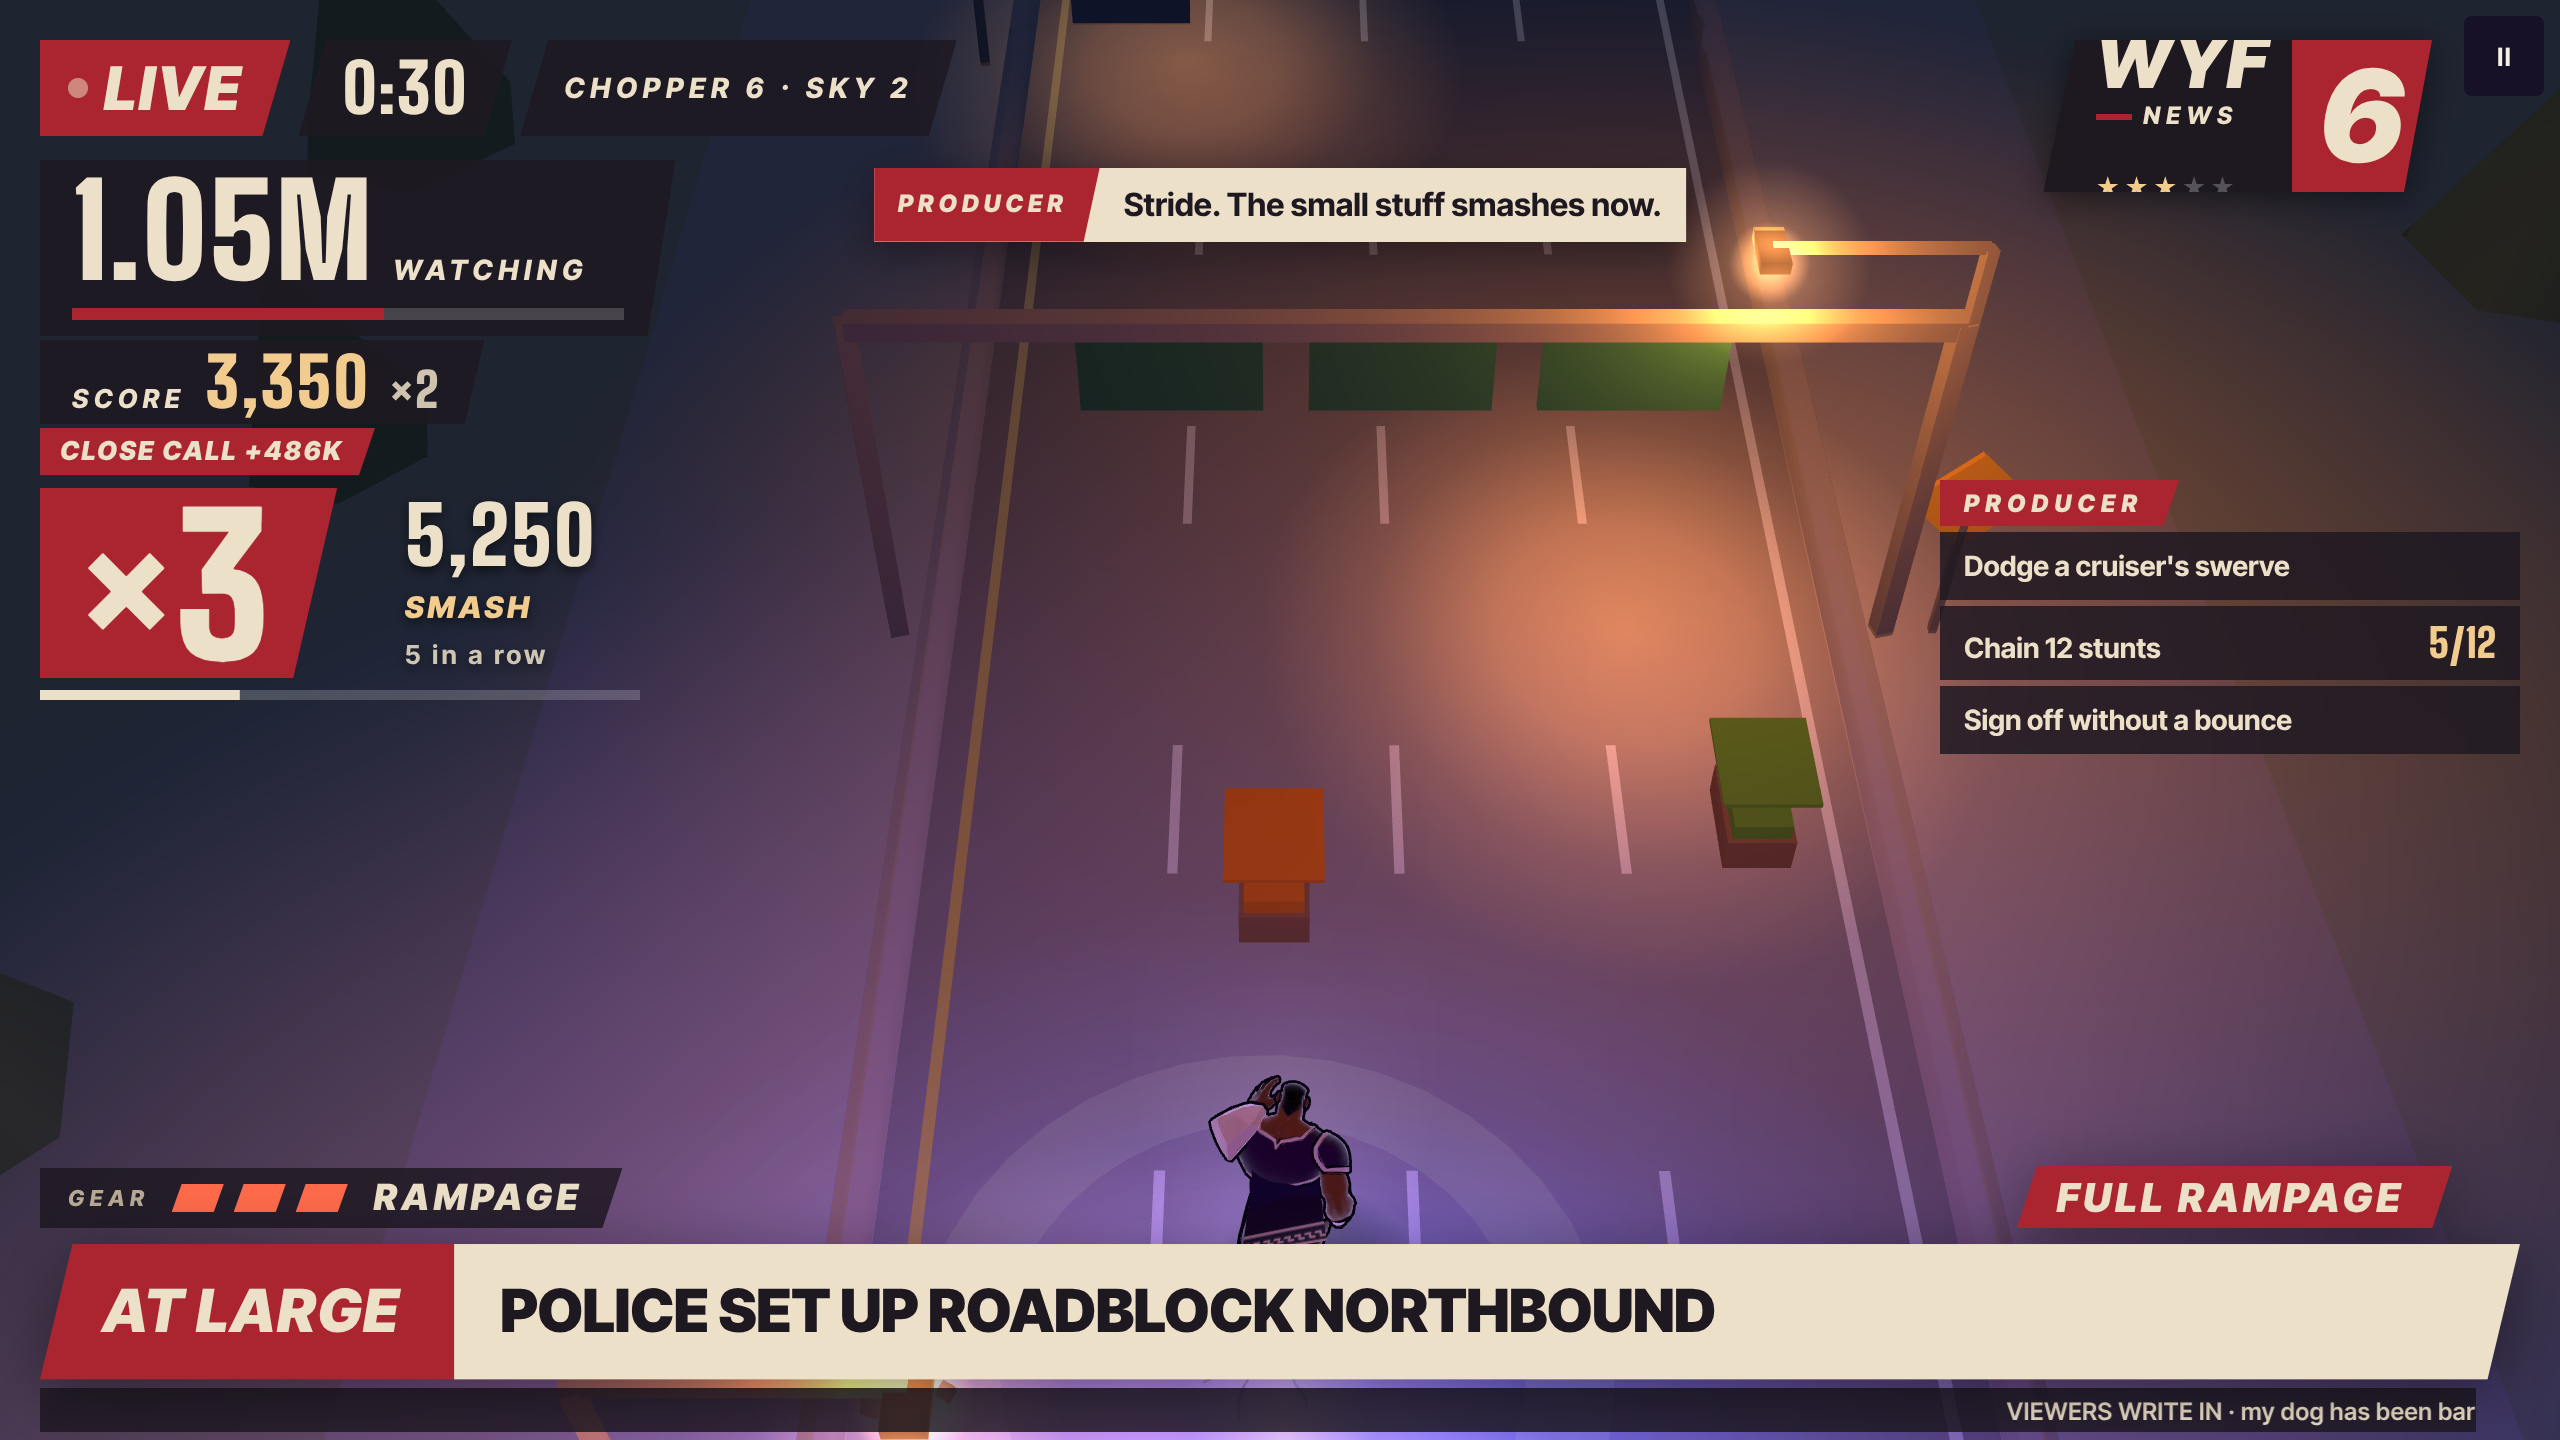 LIVE
0:30
CHOPPER 6 · SKY 2
WYF
NEWS
6
★★★★★
II
1.05M WATCHING
PRODUCER Stride. The small stuff smashes now.
SCORE 3,350 ×2
CLOSE CALL +486K
×3
5,250
SMASH
5 in a row
PRODUCER
Dodge a cruiser's swerve
Chain 12 stunts 5/12
Sign off without a bounce
GEAR RAMPAGE
FULL RAMPAGE
AT LARGE
POLICE SET UP ROADBLOCK NORTHBOUND
VIEWERS WRITE IN · my dog has been bar